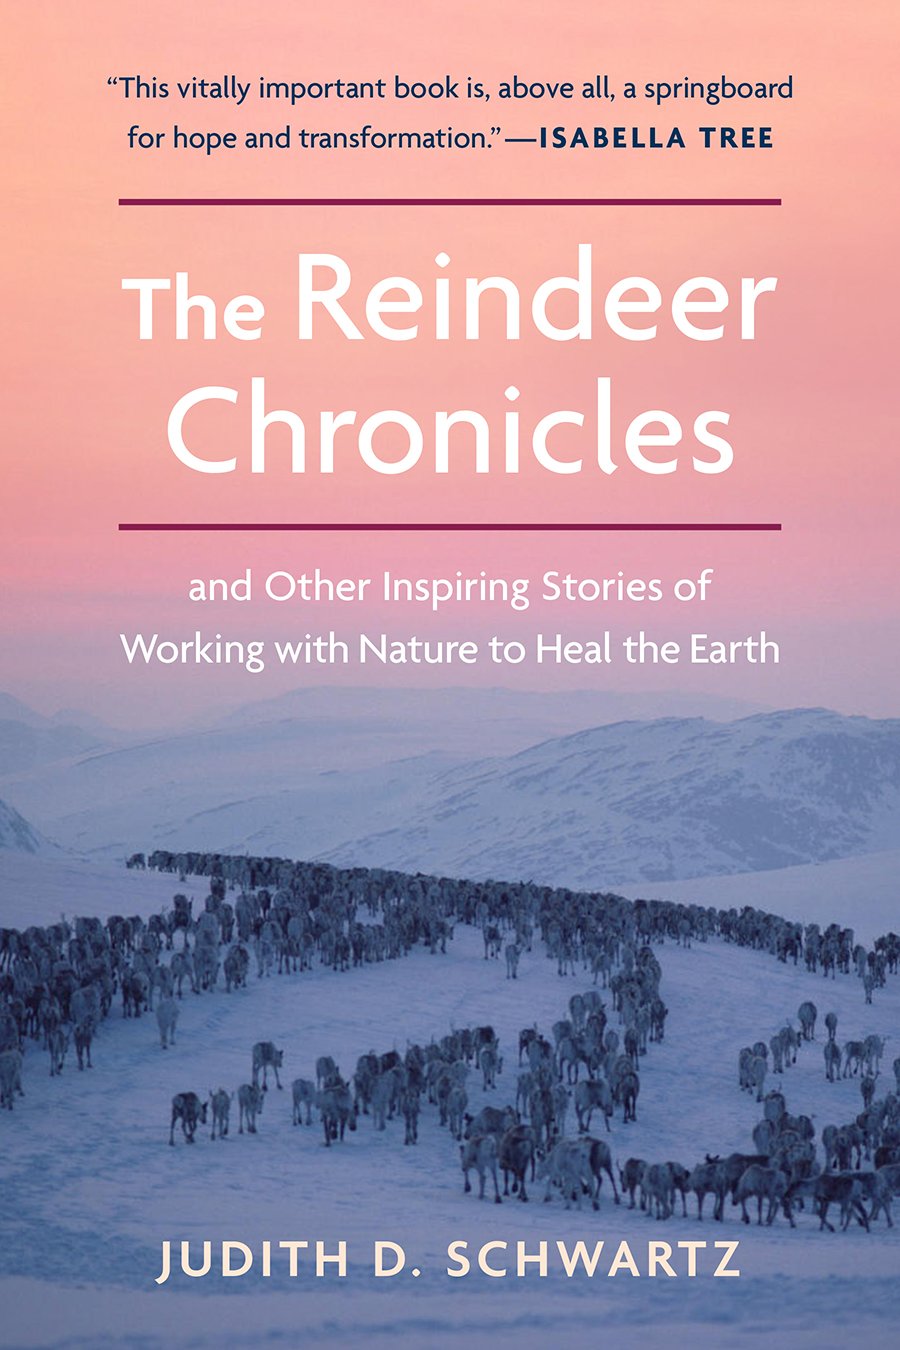 “This vitally important book is, above all, a springboard
for hope and transformation.”—ISABELLA TREE
The Reindeer
Chronicles
and Other Inspiring Stories of
Working with Nature to Heal the Earth
JUDITH D. SCHWARTZ